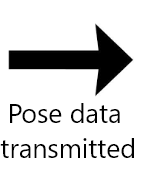 Pose data
transmitted